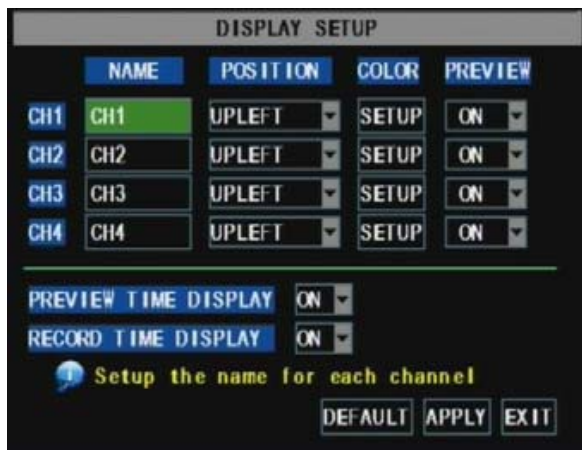 DISPLAY SETUP
NAME POSITION COLOR PREVIEW
CH1 CH1 UPLEFT SETUP ON
CH2 CH2 UPLEFT SETUP ON
CH3 CH3 UPLEFT SETUP ON
CH4 CH4 UPLEFT SETUP ON
PREVIEW TIME DISPLAY ON
RECORD TIME DISPLAY ON
Setup the name for each channel
DEFAULT APPLY EXIT